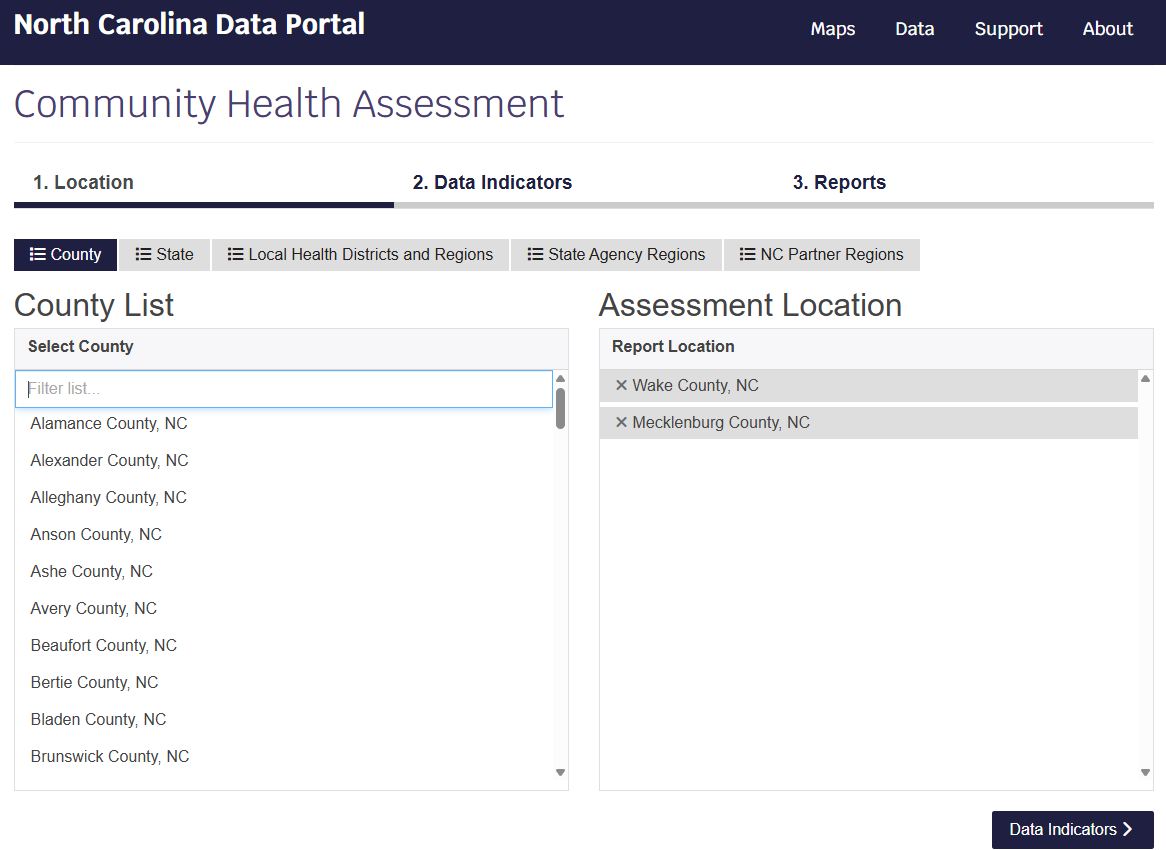 North Carolina Data Portal
Maps Data Support About
Community Health Assessment
1. Location 2. Data Indicators 3. Reports
County State Local Health Districts and Regions State Agency Regions NC Partner Regions
County List
Select County
Filter list...
Alamance County, NC
Alexander County, NC
Alleghany County, NC
Anson County, NC
Ashe County, NC
Avery County, NC
Beaufort County, NC
Bertie County, NC
Bladen County, NC
Brunswick County, NC
Assessment Location
Report Location
Wake County, NC
Mecklenburg County, NC
Data Indicators